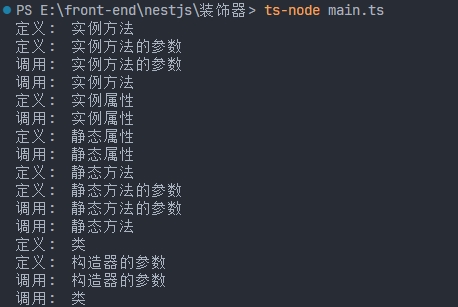 PS E:\front-end\nestjs\装饰器> ts-node main.ts
定义: 实例方法
定义: 实例方法的参数
调用: 实例方法的参数
调用: 实例方法
定义: 实例属性
调用: 实例属性
定义: 静态属性
调用: 静态属性
定义: 静态方法
定义: 静态方法的参数
调用: 静态方法的参数
调用: 静态方法
定义: 类
定义: 构造器的参数
调用: 构造器的参数
调用: 类